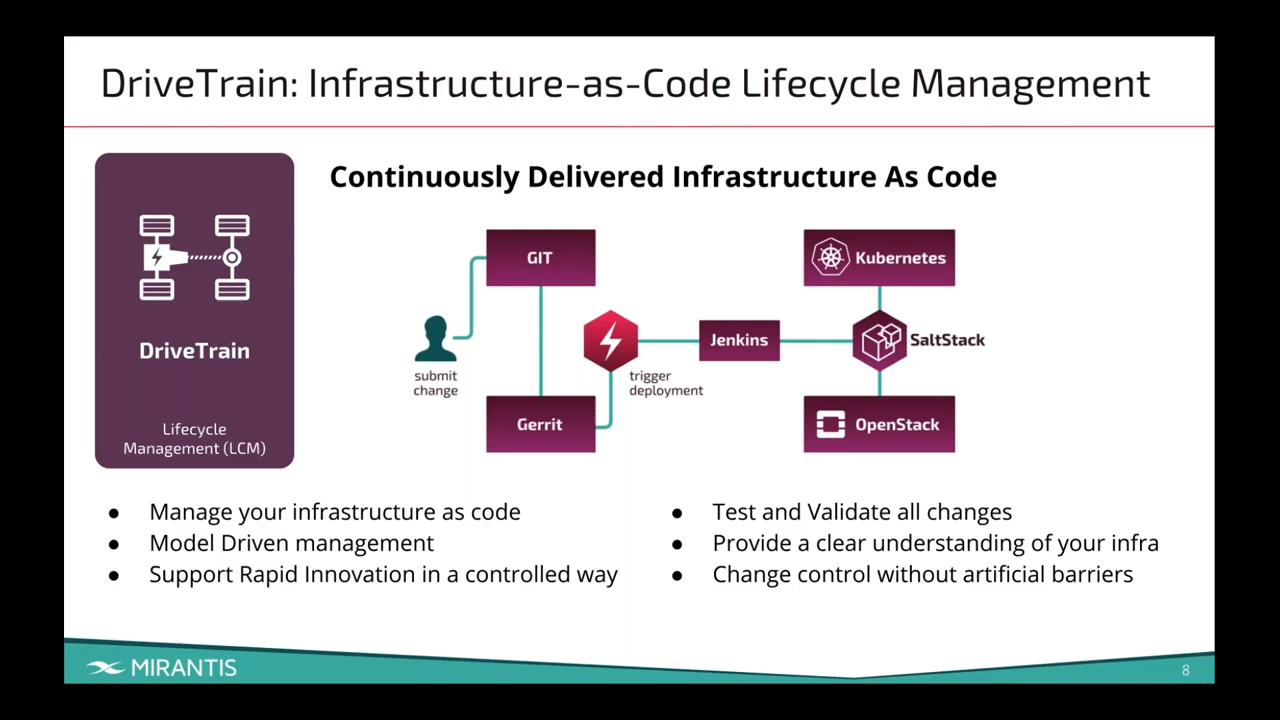 DriveTrain: Infrastructure-as-Code Lifecycle Management
DriveTrain
Lifecycle
Management (LCM)
Continuously Delivered Infrastructure As Code
GIT
Kubernetes
submit
change
trigger
deployment
Jenkins
SaltStack
Gerrit
OpenStack
● Manage your infrastructure as code
● Model Driven management
● Support Rapid Innovation in a controlled way
● Test and Validate all changes
● Provide a clear understanding of your infra
● Change control without artificial barriers
MIRANTIS
8